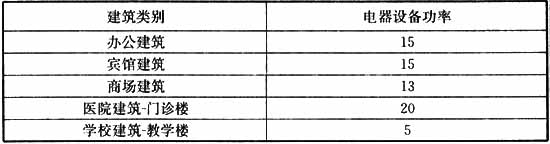 建筑类别 电器设备功率
办公建筑 15
宾馆建筑 15
商场建筑 13
医院建筑-门诊楼 20
学校建筑-教学楼 5